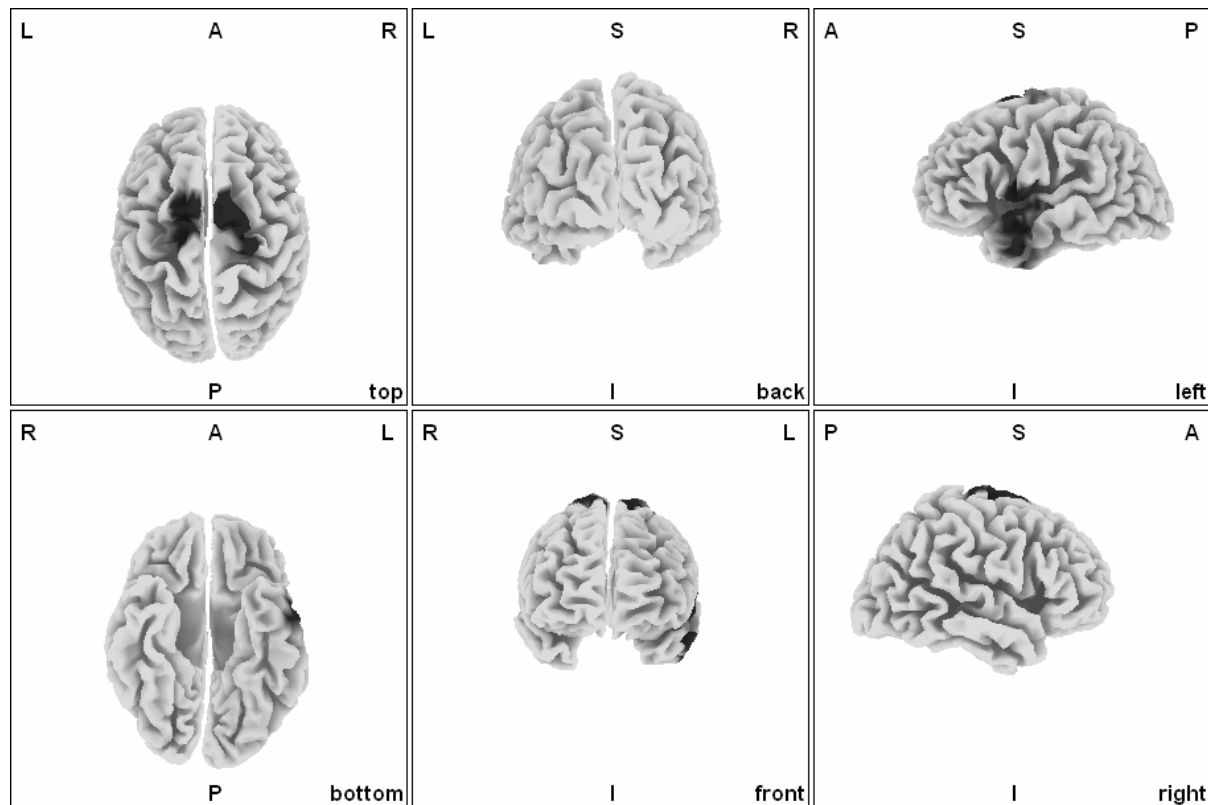 L A R
P top
L S R
I back
A S P
I left
R A L
P bottom
R S L
I front
P S A
I right